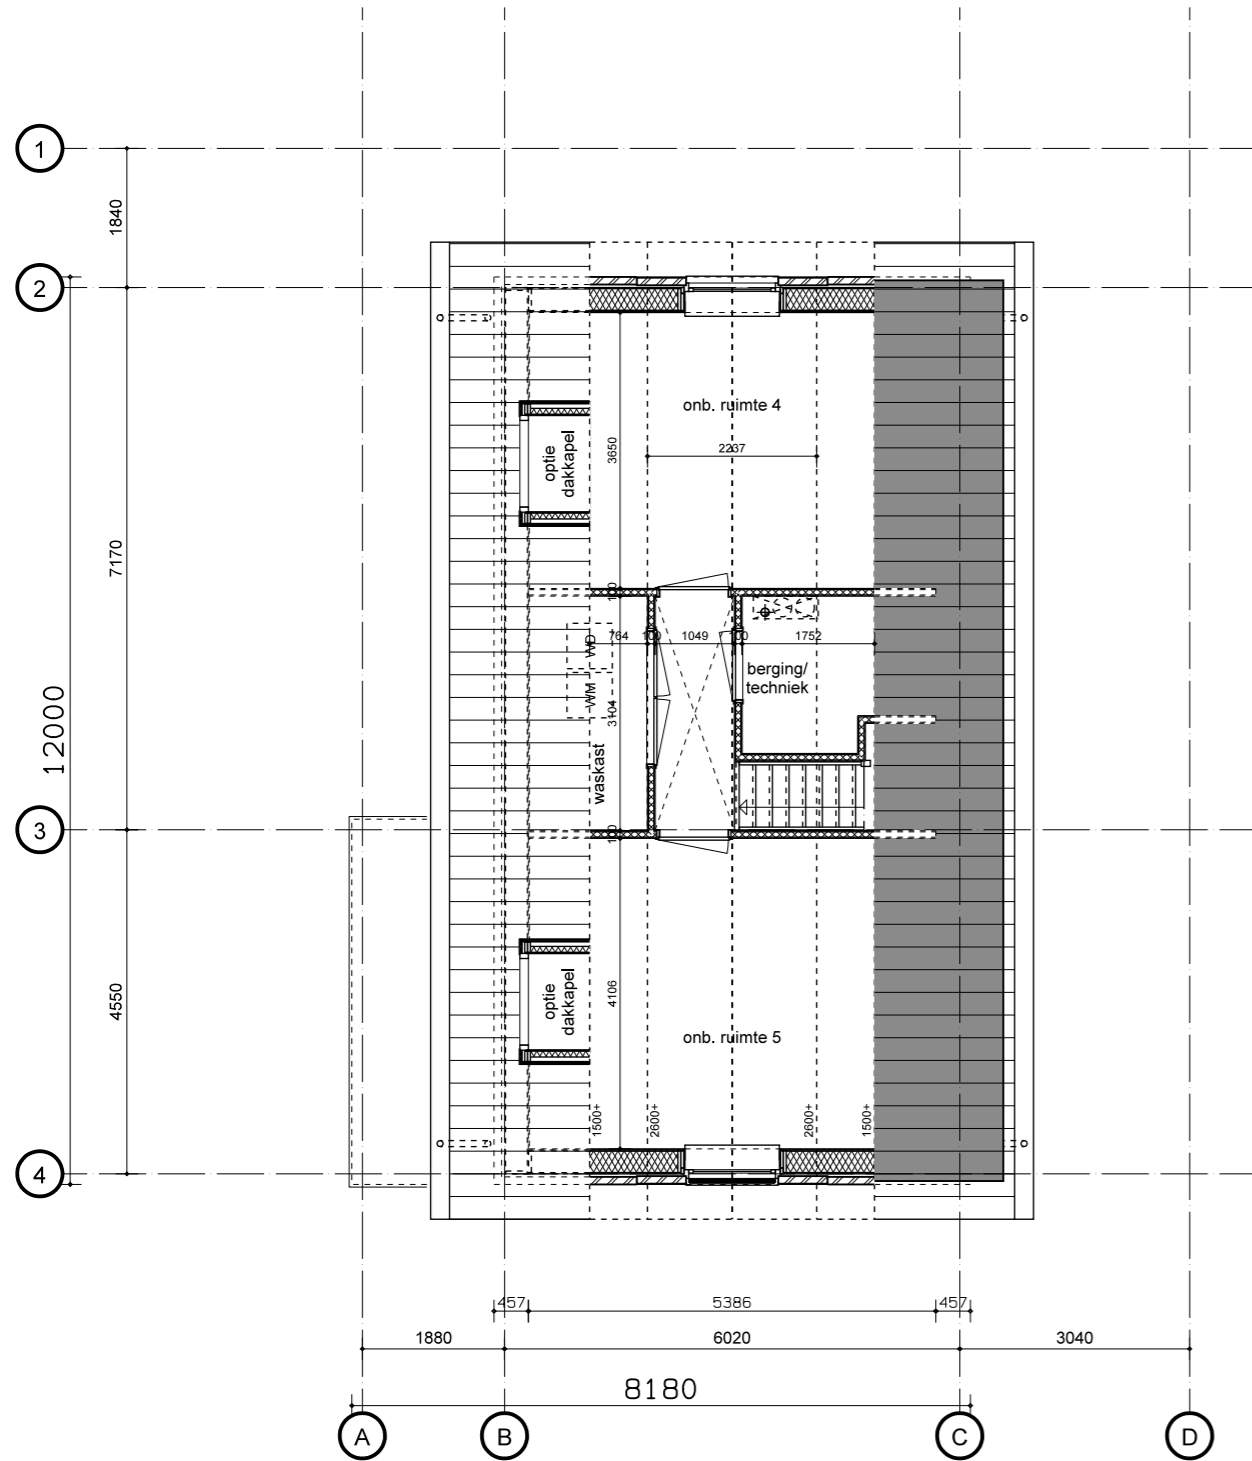 1
1840
2
onb. ruimte 4
optie
dakkapel
3650
2237
7170
100
764
100
1049
100
1752
WD
WM
3104
berging/
techniek
waskast
12000
3
100
4550
optie
dakkapel
4106
onb. ruimte 5
1500+
2600+
2600+
1500+
4
457
5386
457
1880
6020
3040
8180
A
B
C
D